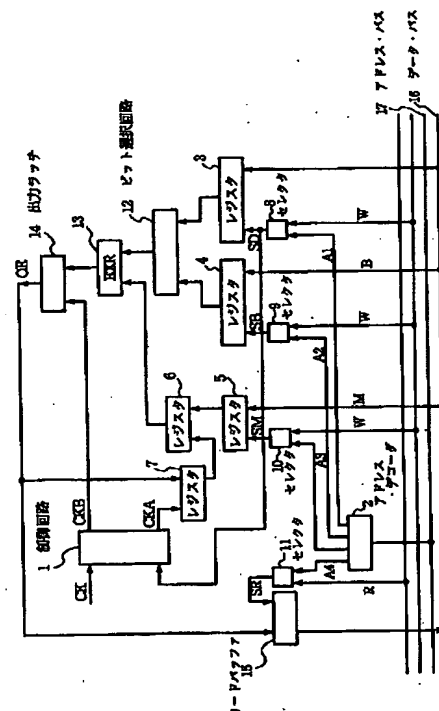 14 出力ラッチ
OR
13
EXR
12 ビット選択回路
1 制御回路
CKB
CKA
CK
6
レジスタ
7
レジスタ
5
レジスタ
SM
4
レジスタ
SB
3
レジスタ
SD
8
セレクタ
9
セレクタ
10
セレクタ
11
セレクタ
SR
A1
A2
A3
A4
W
W
W
B
M
R
2
アドレス
・デコーダ
リードバッファ
15
17 アドレス・バス
16 データ・バス